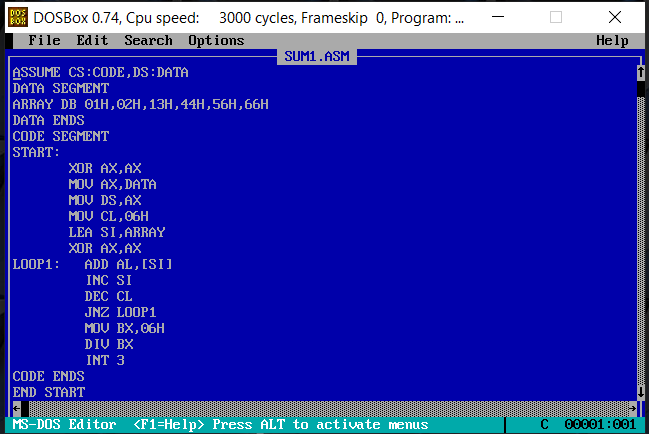 DOS BOX DOSBox 0.74, Cpu speed: 3000 cycles, Frameskip 0, Program: ...
File Edit Search Options Help
SUM1.ASM
ASSUME CS:CODE,DS:DATA
DATA SEGMENT
ARRAY DB 01H,02H,13H,44H,56H,66H
DATA ENDS
CODE SEGMENT
START:
XOR AX,AX
MOV AX,DATA
MOV DS,AX
MOV CL,06H
LEA SI,ARRAY
XOR AX,AX
LOOP1: ADD AL,[SI]
INC SI
DEC CL
JNZ LOOP1
MOV BX,06H
DIV BX
INT 3
CODE ENDS
END START
MS-DOS Editor <F1=Help> Press ALT to activate menus C 00001:001